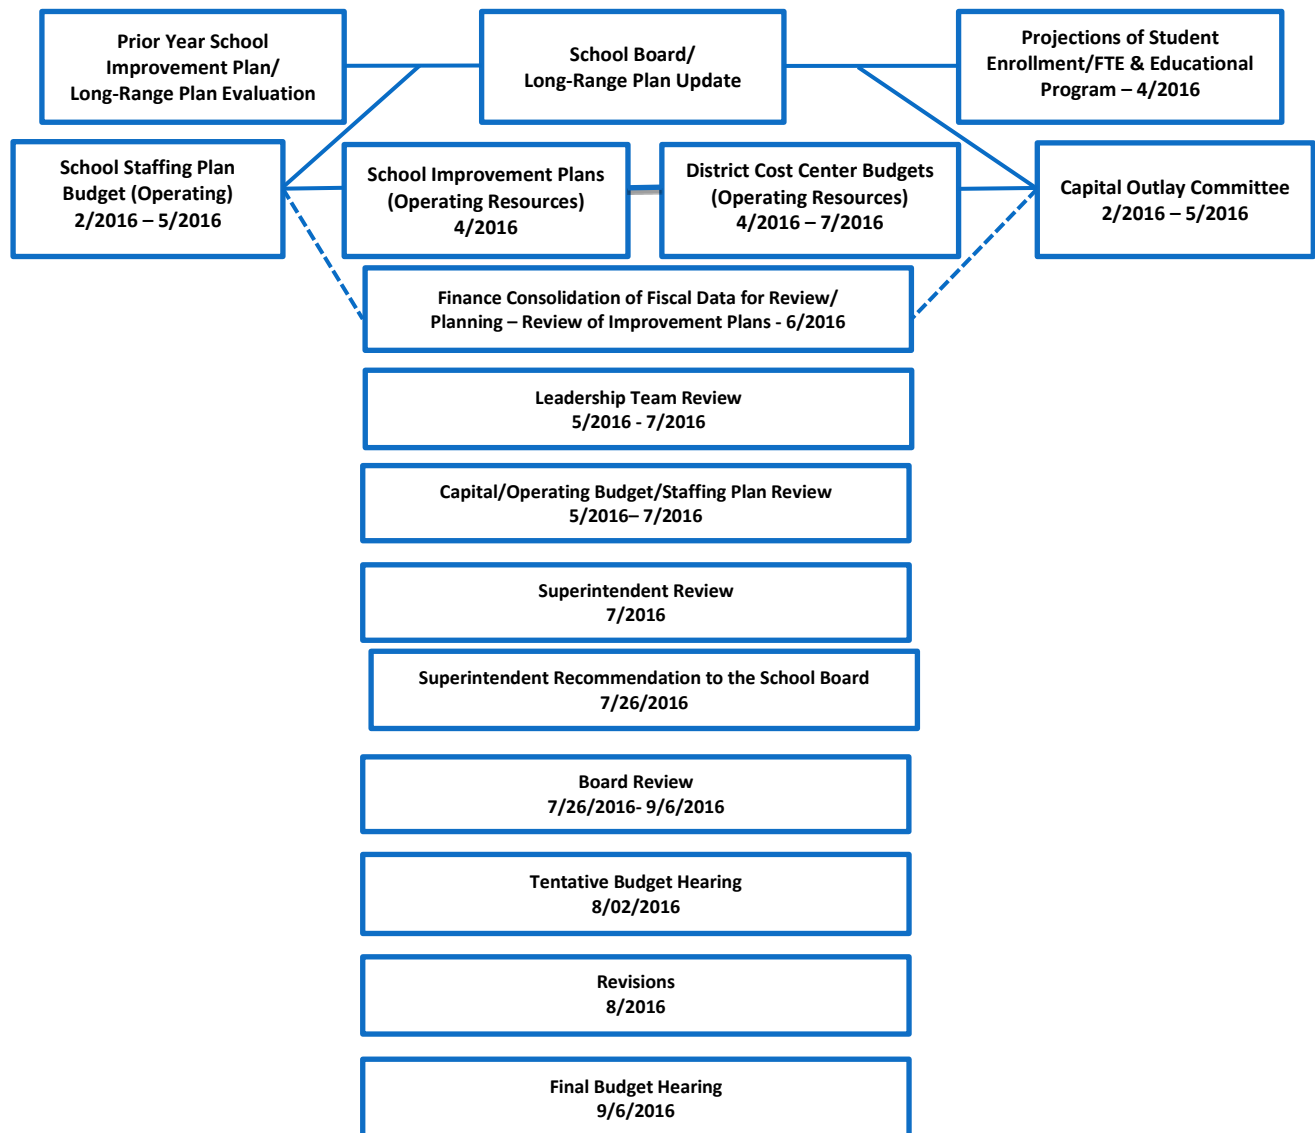 Prior Year School
Improvement Plan/
Long-Range Plan Evaluation
School Board/
Long-Range Plan Update
Projections of Student
Enrollment/FTE & Educational
Program – 4/2016
School Staffing Plan
Budget (Operating)
2/2016 – 5/2016
School Improvement Plans
(Operating Resources)
4/2016
District Cost Center Budgets
(Operating Resources)
4/2016 – 7/2016
Capital Outlay Committee
2/2016 – 5/2016
Finance Consolidation of Fiscal Data for Review/
Planning – Review of Improvement Plans - 6/2016
Leadership Team Review
5/2016 - 7/2016
Capital/Operating Budget/Staffing Plan Review
5/2016– 7/2016
Superintendent Review
7/2016
Superintendent Recommendation to the School Board
7/26/2016
Board Review
7/26/2016- 9/6/2016
Tentative Budget Hearing
8/02/2016
Revisions
8/2016
Final Budget Hearing
9/6/2016